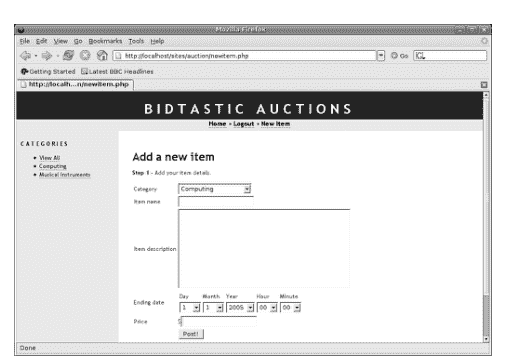 Mozilla Firefox
File Edit View Go Bookmarks Tools Help
http://localhost/sites/auction/newitem.php Go
Getting Started Latest BBC Headlines
http://localh...n/newitem.php
BIDTASTIC AUCTIONS
Home • Logout • New Item
CATEGORIES
View All
Computing
Musical Instruments
Add a new item
Step 1 - Add your item details.
Category Computing
Item name
Item description
Day Month Year Hour Minute
Ending date 1 1 2005 00 00
Price
Post!
Done